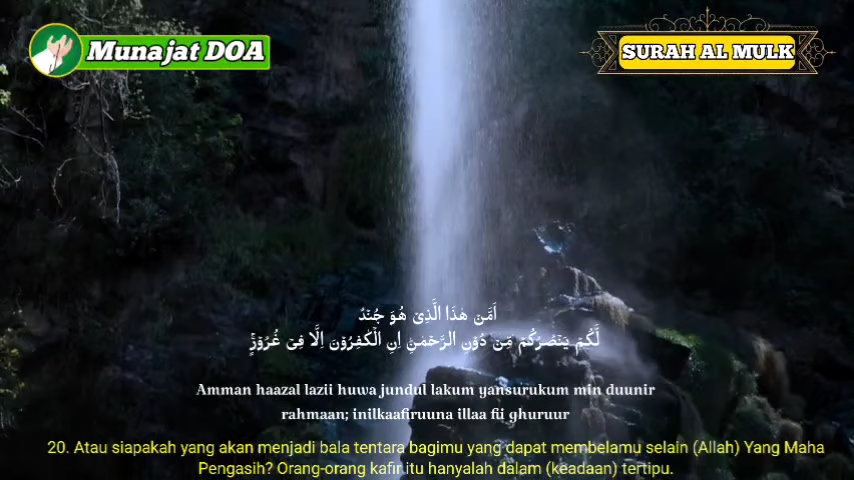 Munajat DOA
SURAH AL MULK
اَمَّنْ هٰذَا الَّذِيْ هُوَ جُنْدٌ
لَّكُمْ يَنْصُرُكُمْ مِّنْ دُوْنِ الرَّحْمٰنِۗ اِنِ الْكٰفِرُوْنَ اِلَّا فِيْ غُرُوْرٍۚ
Amman haazal lazii huwa jundul lakum yansurukum min duunir
rahmaan; inilkaafiruuna illaa fii ghuruur
20. Atau siapakah yang akan menjadi bala tentara bagimu yang dapat membelamu selain (Allah) Yang Maha
Pengasih? Orang-orang kafir itu hanyalah dalam (keadaan) tertipu.